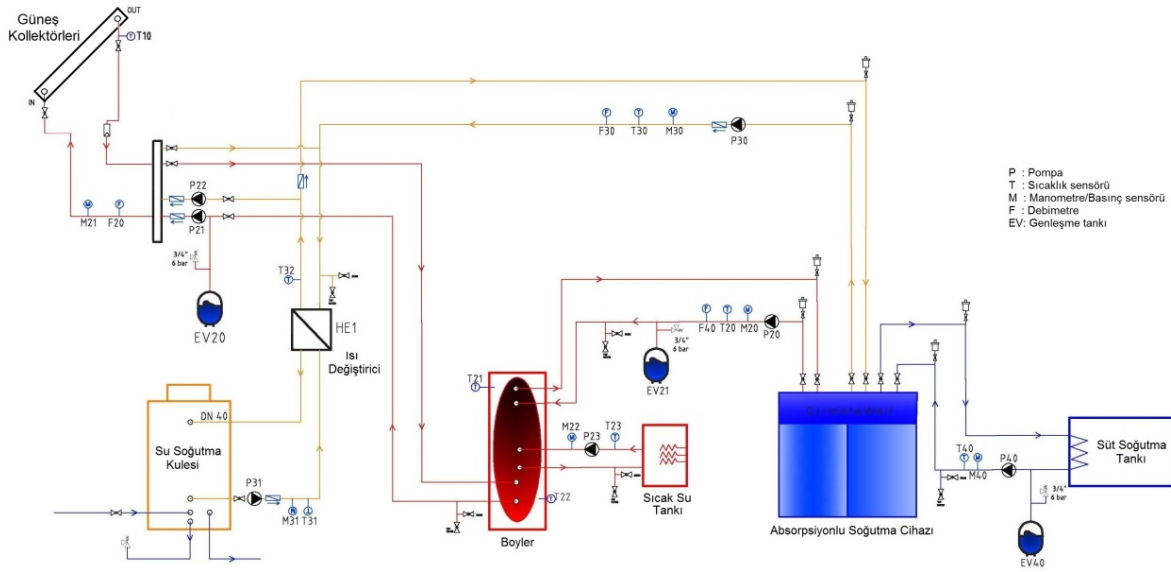 Güneş
Kollektörleri
OUT
T10
IN
F30
T30
M30
P30
P : Pompa
T : Sıcaklık sensörü
M : Manometre/Basınç sensörü
F : Debimetre
EV: Genleşme tankı
P22
P21
M21
F20
3/4"
6 bar
EV20
T32
HE1
Isı
Değiştirici
DN 40
Su Soğutma
Kulesi
P31
M31
T31
F40
T20
M20
P20
3/4"
6 bar
EV21
T21
M22
P23
T23
T22
Sıcak Su
Tankı
Boyler
Absorpsiyonlu Soğutma Cihazı
T40
M40
P40
3/4"
6 bar
EV40
Süt Soğutma
Tankı